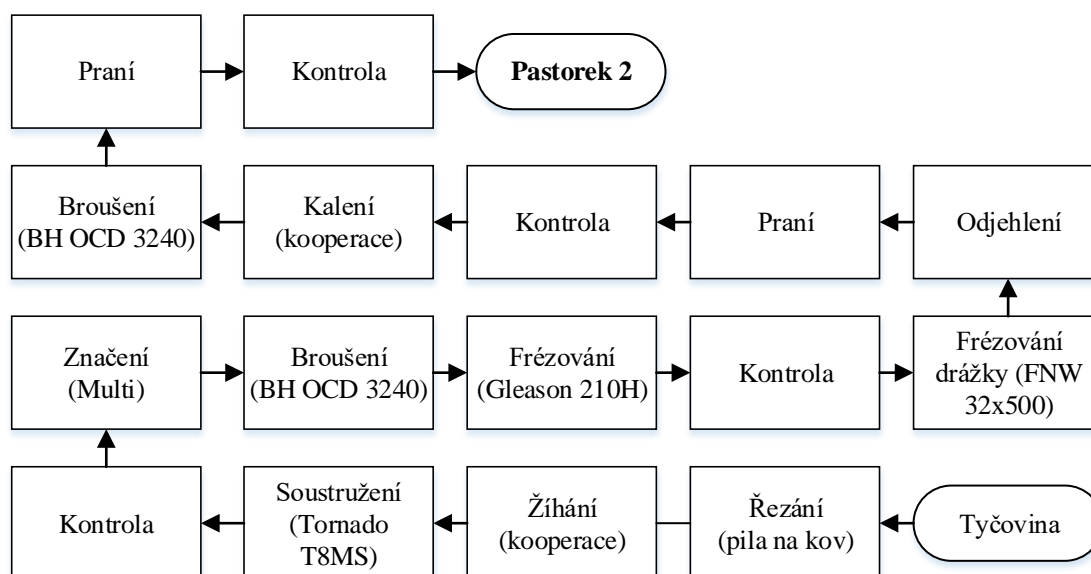 Praní
Kontrola
Pastorek 2
Broušení
(BH OCD 3240)
Kalení
(kooperace)
Kontrola
Praní
Odjehlení
Značení
(Multi)
Broušení
(BH OCD 3240)
Frézování
(Gleason 210H)
Kontrola
Frézování
drážky (FNW
32x500)
Kontrola
Soustružení
(Tornado
T8MS)
Žíhání
(kooperace)
Řezání
(pila na kov)
Tyčovina